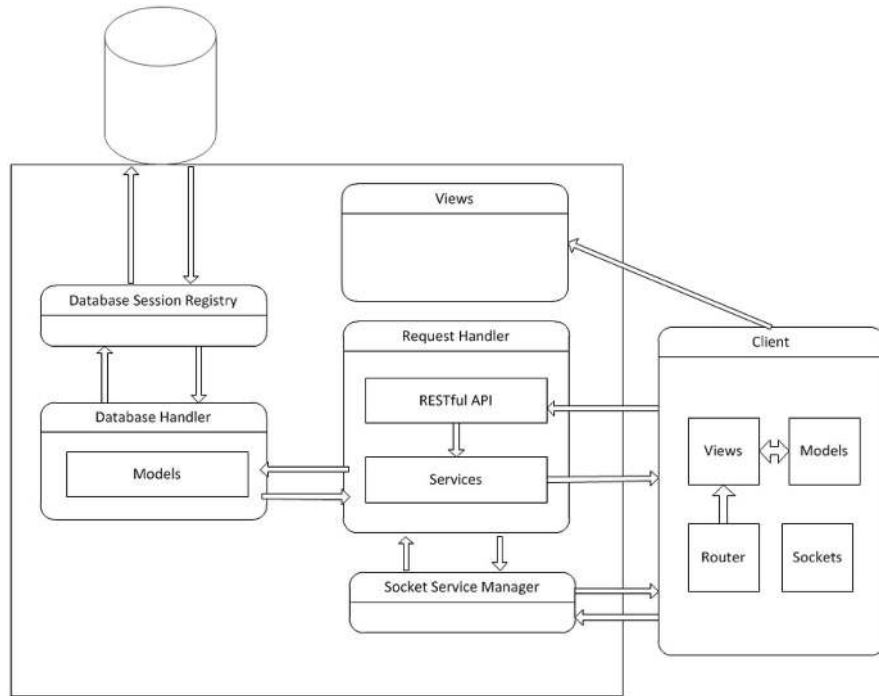 Views
Database Session Registry
Request Handler
Client
RESTful API
Database Handler
Views
Models
Models
Services
Router
Sockets
Socket Service Manager